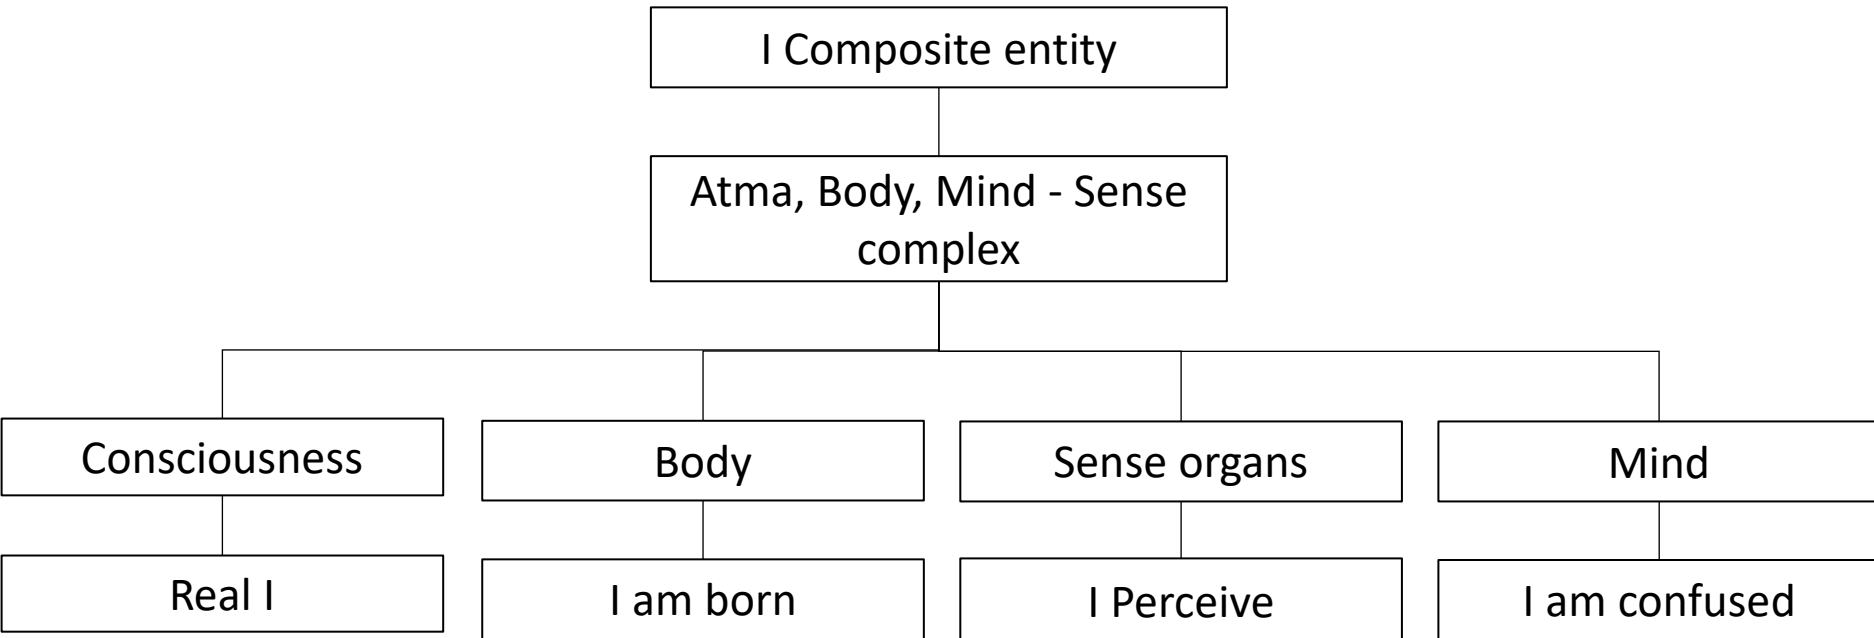 I Composite entity
Atma, Body, Mind - Sense
complex
Consciousness
Body
Sense organs
Mind
Real I
I am born
I Perceive
I am confused